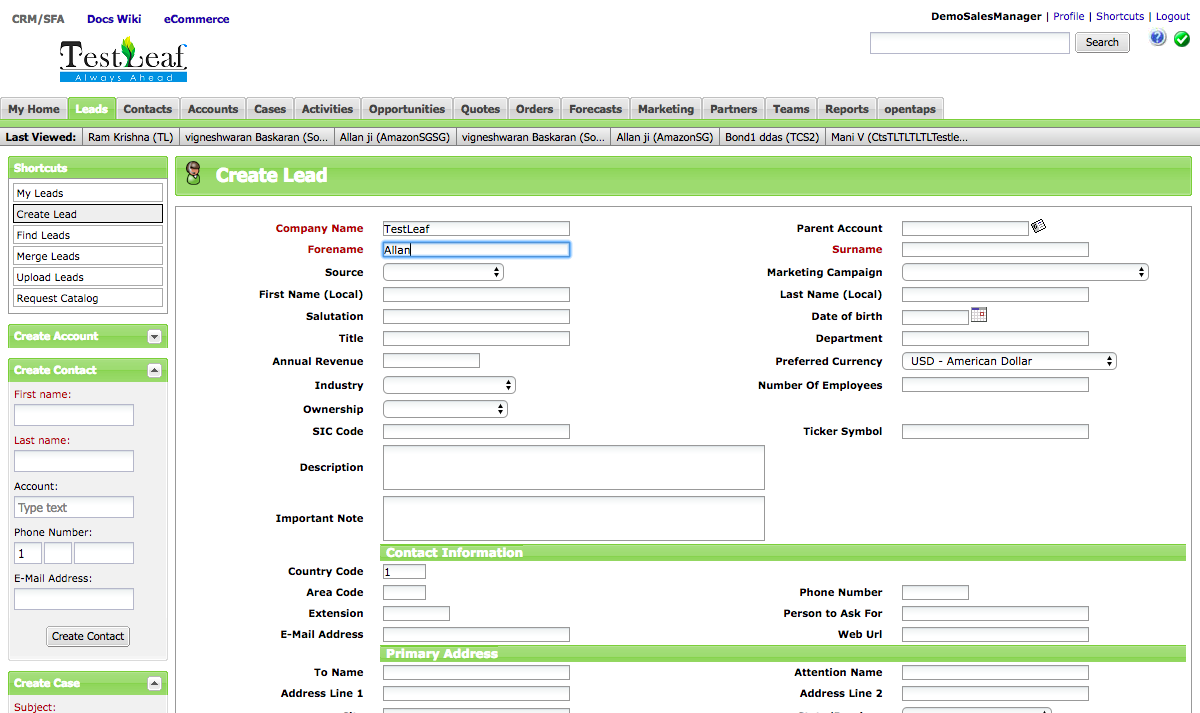 CRM/SFA Docs Wiki eCommerce
DemoSalesManager | Profile | Shortcuts | Logout
TestLeaf
Always Ahead
Search
My Home Leads Contacts Accounts Cases Activities Opportunities Quotes Orders Forecasts Marketing Partners Teams Reports opentaps
Last Viewed: Ram Krishna (TL) vigneshwaran Baskaran (So... Allan ji (AmazonSGSG) vigneshwaran Baskaran (So... Allan ji (AmazonSG) Bond1 ddas (TCS2) Mani V (CtsTLTLTLTLTestle...
Shortcuts
My Leads
Create Lead
Find Leads
Merge Leads
Upload Leads
Request Catalog
Create Account
Create Contact
First name:
Last name:
Account:
Type text
Phone Number:
1
E-Mail Address:
Create Contact
Create Case
Subject:
Create Lead
Company Name TestLeaf Parent Account
Forename Allan Surname
Source Marketing Campaign
First Name (Local) Last Name (Local)
Salutation Date of birth
Title Department
Annual Revenue Preferred Currency USD - American Dollar
Industry Number Of Employees
Ownership
SIC Code Ticker Symbol
Description
Important Note
Contact Information
Country Code 1
Area Code Phone Number
Extension Person to Ask For
E-Mail Address Web Url
Primary Address
To Name Attention Name
Address Line 1 Address Line 2